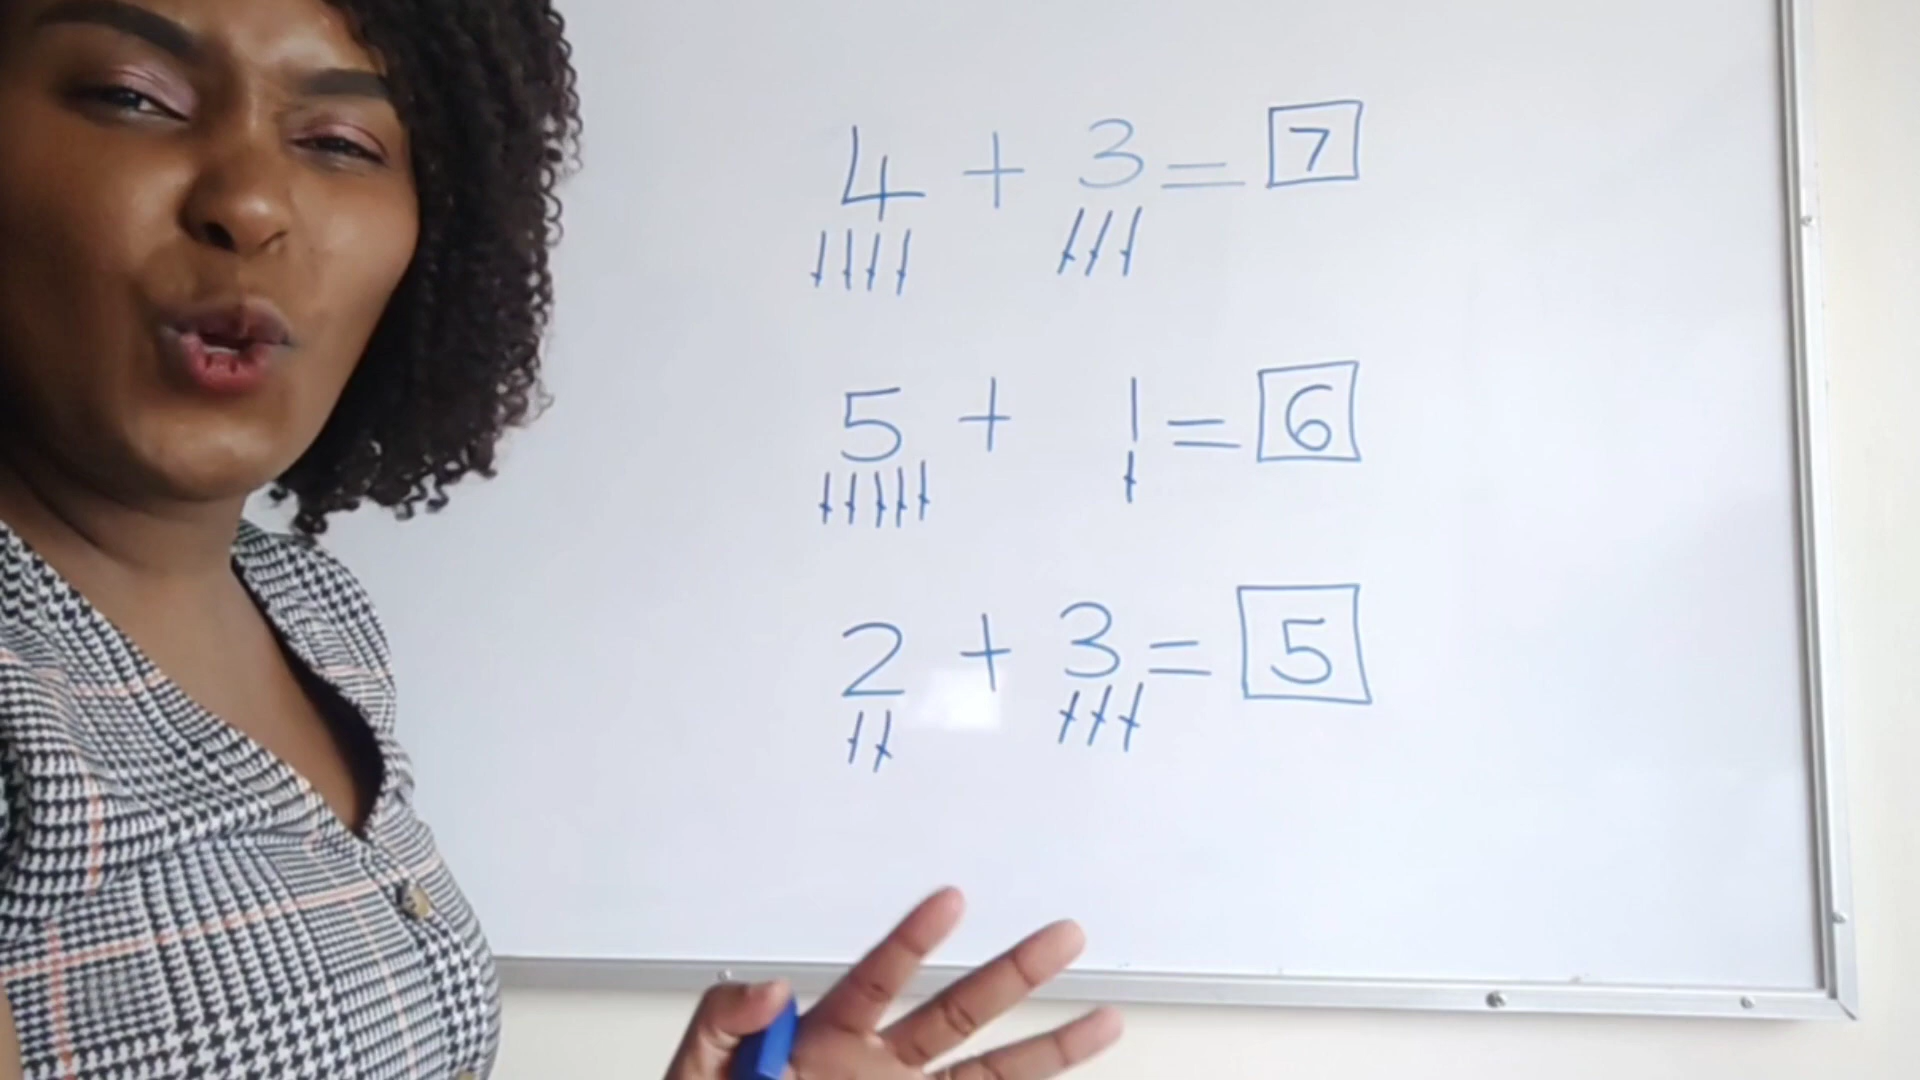 4 + 3 = 7
5 + 1 = 6
2 + 3 = 5